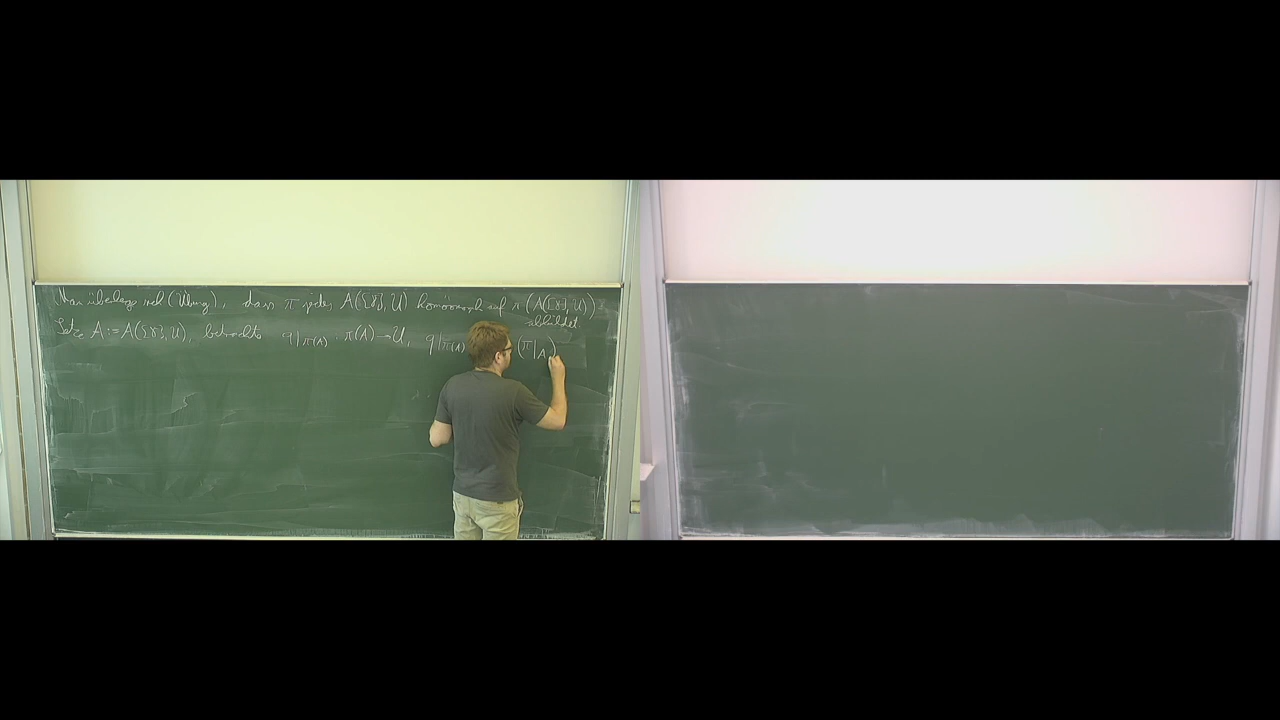 Man überlege sich (Übung), dass π jedes A([γ], U) homöomorph auf π(A([γ], U)) abbildet.
Setze A := A([γ], U), betrachte q|π(A) : π(A) → U, q|π(A) (π|A)